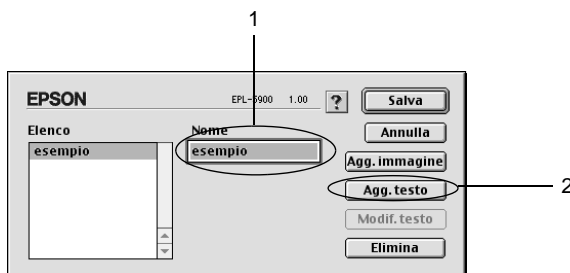 1
EPSON EPL-5900 1.00 ? Salva
Elenco Nome Annulla
esempio esempio Agg. immagine
Agg. testo 2
Modif. testo
Elimina